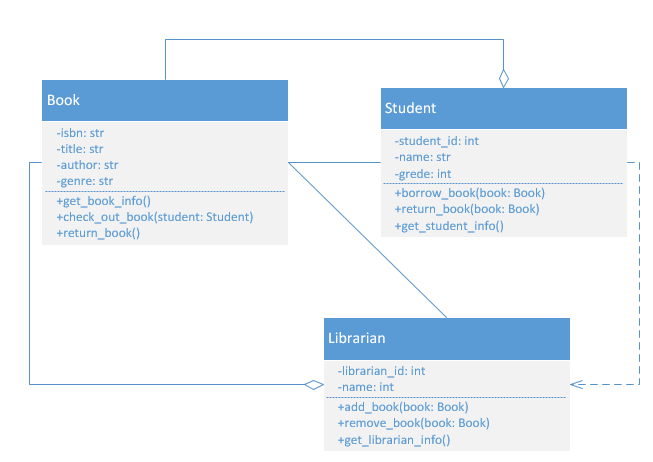 Book
-isbn: str
-title: str
-author: str
-genre: str
+get_book_info()
+check_out_book(student: Student)
+return_book()
Student
-student_id: int
-name: str
-grede: int
+borrow_book(book: Book)
+return_book(book: Book)
+get_student_info()
Librarian
-librarian_id: int
-name: int
+add_book(book: Book)
+remove_book(book: Book)
+get_librarian_info()